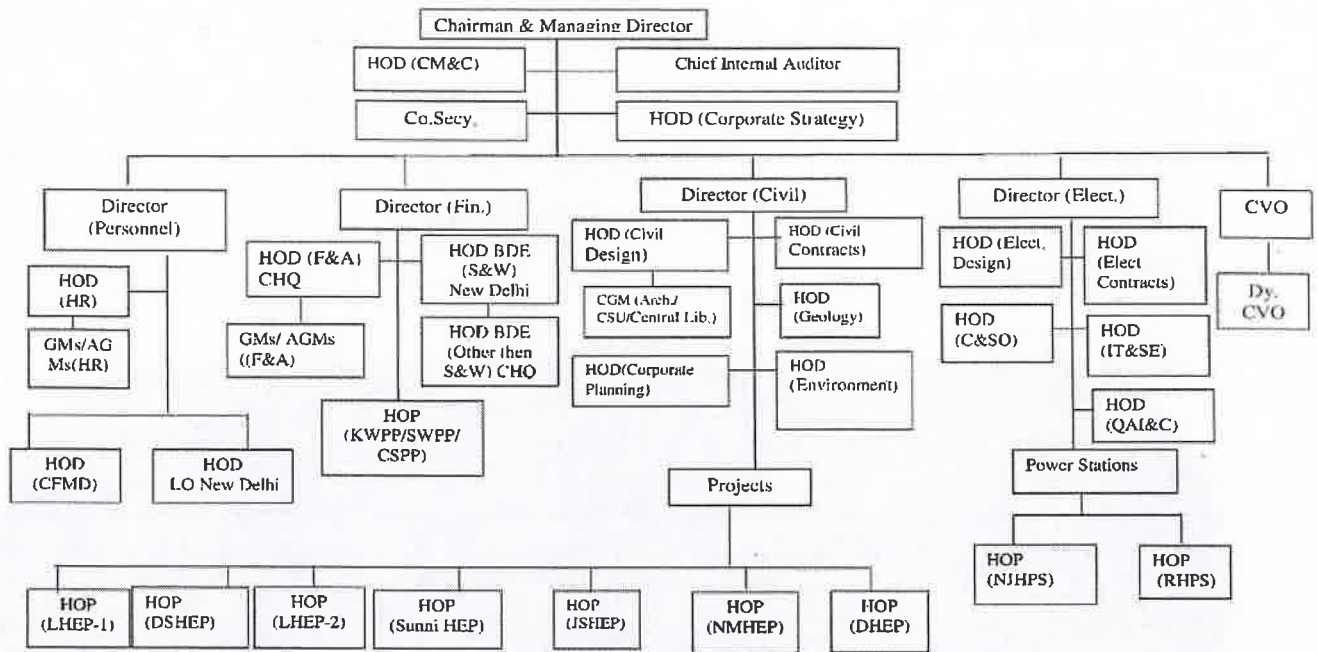 Chairman & Managing Director
HOD (CM&C)
Chief Internal Auditor
Co.Secy.
HOD (Corporate Strategy)
Director
(Personnel)
Director (Fin.)
Director (Civil)
Director (Elect.)
CVO
HOD
(HR)
GMs/AG
Ms(HR)
HOD
(CFMD)
HOD
LO New Delhi
HOD (F&A)
CHQ
GMs/ AGMs
((F&A)
HOD BDE
(S&W)
New Delhi
HOD BDE
(Other then
S&W) CHQ
HOP
(KWPP/SWPP/
CSPP)
HOD (Civil
Design)
HOD (Civil
Contracts)
CGM (Arch./
CSU/Central Lib.)
HOD
(Geology)
HOD(Corporate
Planning)
HOD
(Environment)
Projects
HOD (Elect.
Design)
HOD
(Elect
Contracts)
HOD
(C&SO)
HOD
(IT&SE)
HOD
(QAI&C)
Power Stations
HOP
(NJHPS)
HOP
(RHPS)
Dy.
CVO
HOP
(LHEP-1)
HOP
(DSHEP)
HOP
(LHEP-2)
HOP
(Sunni HEP)
HOP
(JSHEP)
HOP
(NMHEP)
HOP
(DHEP)